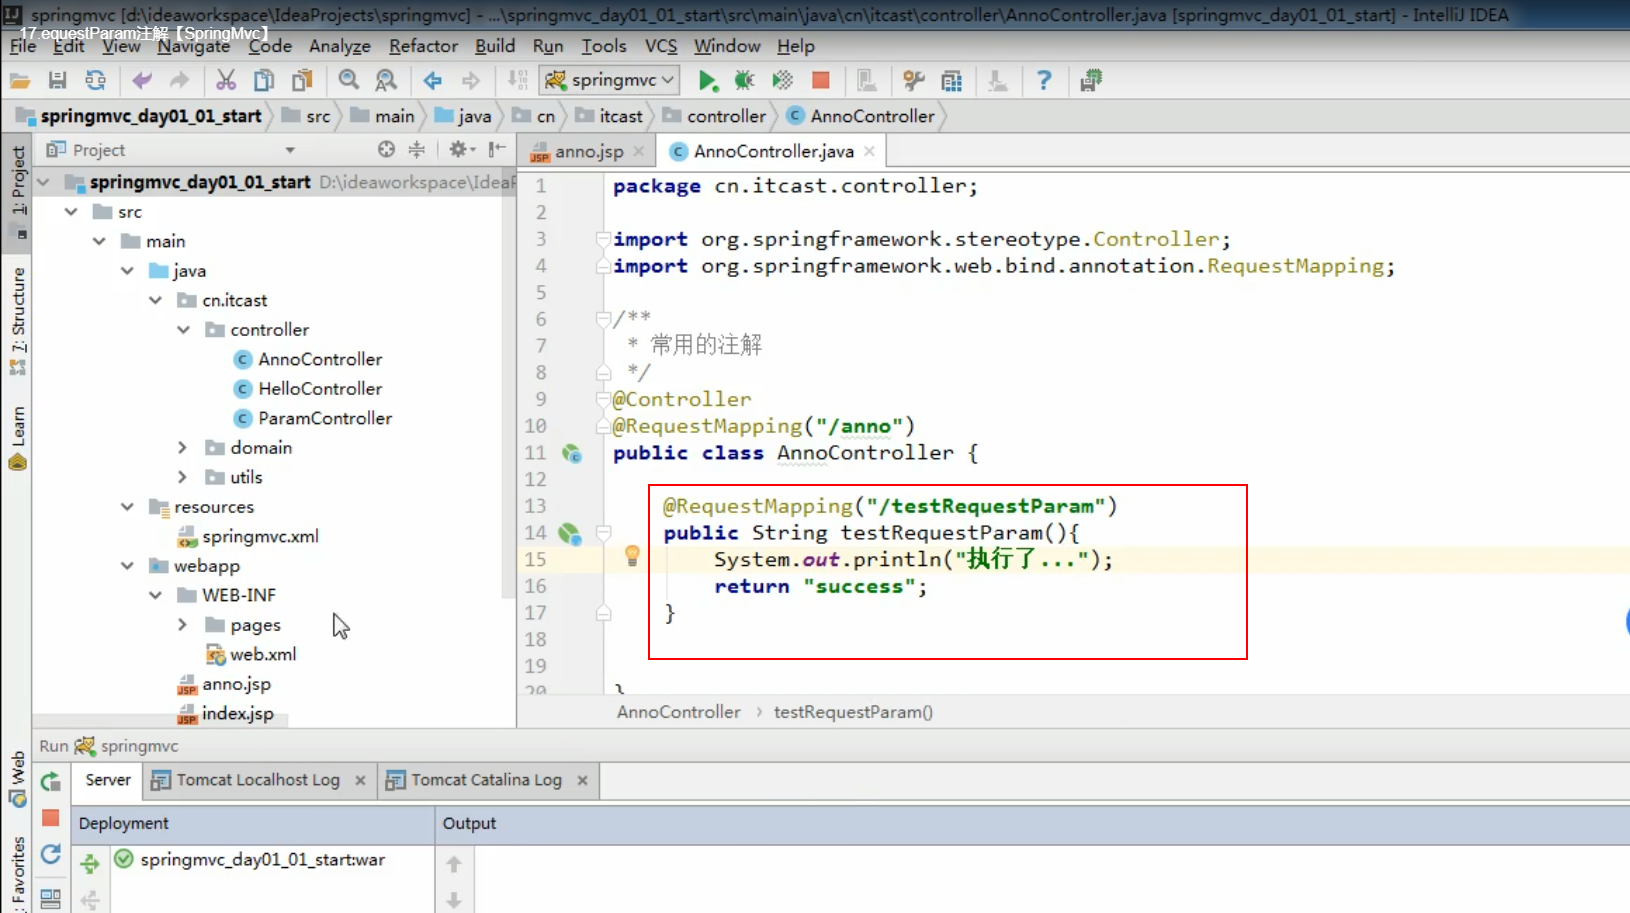 springmvc [d:\ideaworkspace\IdeaProjects\springmvc] - ...\springmvc_day01_01_start\src\main\java\cn\itcast\controller\AnnoController.java [springmvc_day01_01_start] - IntelliJ IDEA
17.equestParam注解【SpringMvc】
File Edit View Navigate Code Analyze Refactor Build Run Tools VCS Window Help
springmvc
springmvc_day01_01_start src main java cn itcast controller AnnoController
Project
anno.jsp AnnoController.java
1: Project
7: Structure
Learn
Web
Favorites
springmvc_day01_01_start D:\ideaworkspace\IdeaP
src
main
java
cn.itcast
controller
AnnoController
HelloController
ParamController
domain
utils
resources
springmvc.xml
webapp
WEB-INF
pages
web.xml
anno.jsp
index.jsp
1 package cn.itcast.controller;
2
3 import org.springframework.stereotype.Controller;
4 import org.springframework.web.bind.annotation.RequestMapping;
5
6 /**
7 * 常用的注解
8 */
9 @Controller
10 @RequestMapping("/anno")
11 public class AnnoController {
12
13 @RequestMapping("/testRequestParam")
14 public String testRequestParam(){
15 System.out.println("执行了...");
16 return "success";
17 }
18
19
20 }
AnnoController › testRequestParam()
Run springmvc
Server Tomcat Localhost Log Tomcat Catalina Log
Deployment Output
springmvc_day01_01_start:war